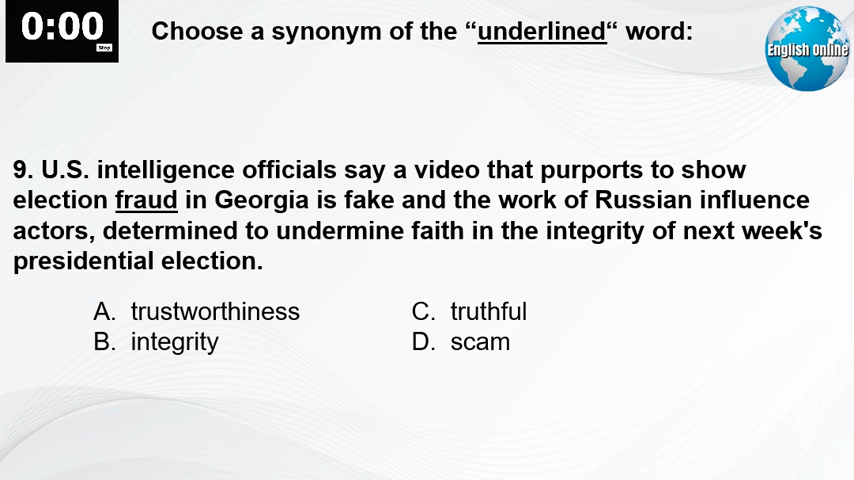 0:00
Stop
Choose a synonym of the “underlined“ word:
English Online
9. U.S. intelligence officials say a video that purports to show
election fraud in Georgia is fake and the work of Russian influence
actors, determined to undermine faith in the integrity of next week's
presidential election.
A. trustworthiness
B. integrity
C. truthful
D. scam